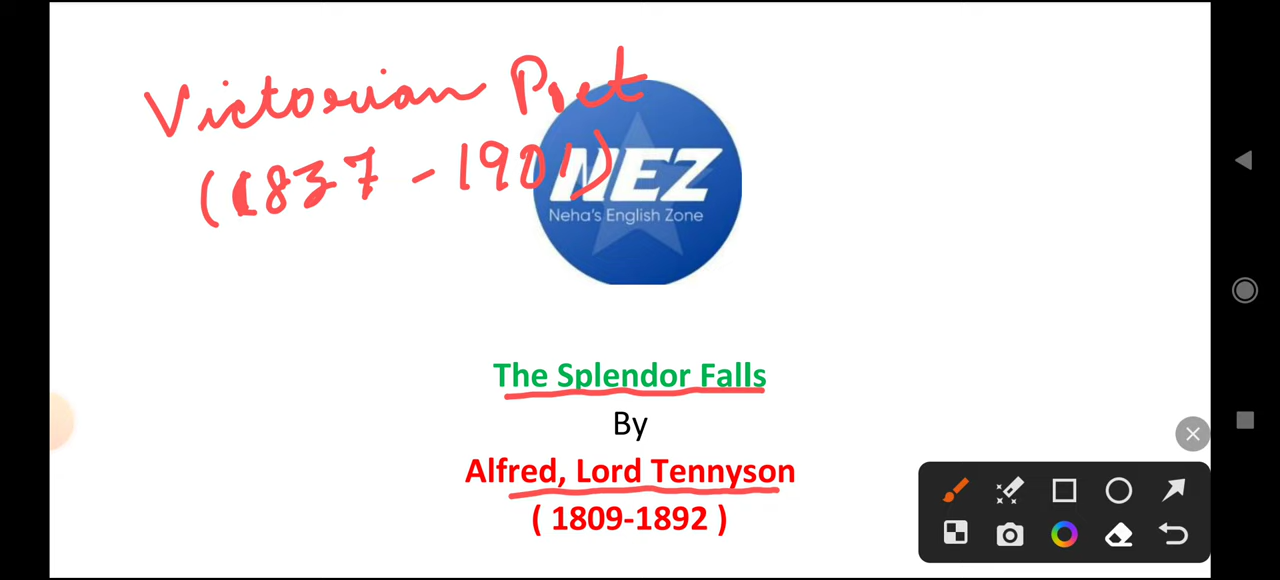 Victorian Poet
(1837 - 1901)
NEZ
Neha's English Zone
The Splendor Falls
By
Alfred, Lord Tennyson
( 1809-1892 )